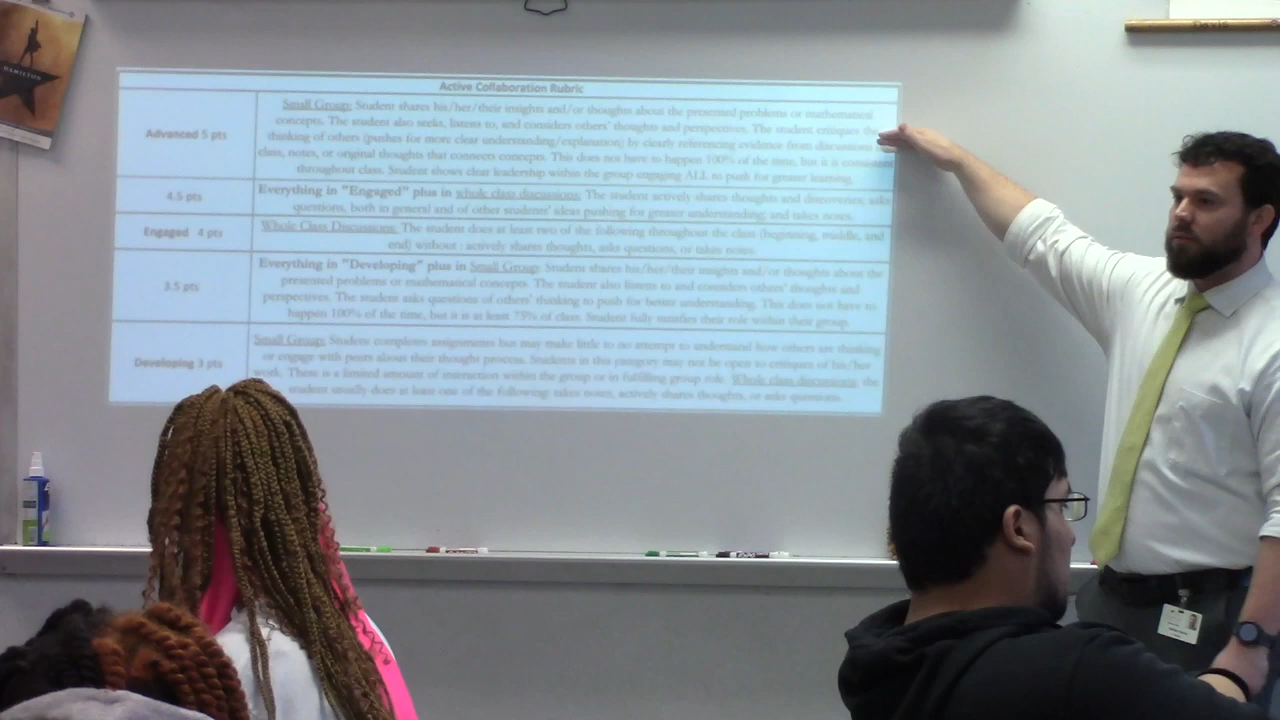 HAMILTON
Davis
Active Collaboration Rubric
Advanced 5 pts
Small Group: Student shares his/her/their insights and/or thoughts about the presented problems or mathematical
concepts. The student also seeks, listens to, and considers others' thoughts and perspectives. The student critiques the
thinking of others (pushes for more clear understanding/explanation) by clearly referencing evidence from discussions
class, notes, or original thoughts that connects concepts. This does not have to happen 100% of the time, but it is consistent
throughout class. Student shows clear leadership within the group engaging ALL to push for greater learning.
4.5 pts
Everything in "Engaged" plus in whole class discussions: The student actively shares thoughts and discoveries; asks
questions, both in general and of other students' ideas pushing for greater understanding; and takes notes.
Engaged 4 pts
Whole Class Discussions: The student does at least two of the following throughout the class (beginning, middle, and
end) without : actively shares thoughts, asks questions, or takes notes.
3.5 pts
Everything in "Developing" plus in Small Group: Student shares his/her/their insights and/or thoughts about the
presented problems or mathematical concepts. The student also listens to and considers others' thoughts and
perspectives. The student asks questions of others' thinking to push for better understanding. This does not have to
happen 100% of the time, but it is at least 75% of class. Student fully satisfies their role within their group.
Developing 3 pts
Small Group: Student completes assignments but may make little to no attempt to understand how others are thinking
or engage with peers about their thought process. Students in this category may not be open to critiques of his/her
work. There is a limited amount of interaction within the group or in fulfilling group role. Whole class discussions: the
student usually does at least one of the following: takes notes, actively shares thoughts, or asks questions.